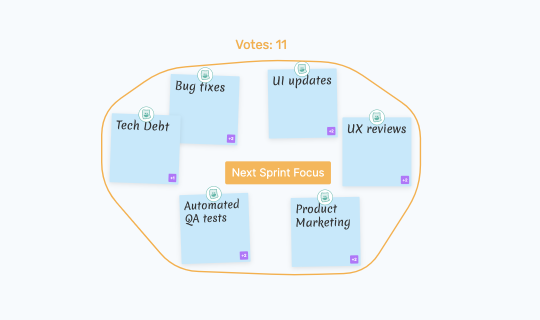 Votes: 11
Bug fixes
UI updates
Tech Debt
UX reviews
Next Sprint Focus
Automated
QA tests
Product
Marketing